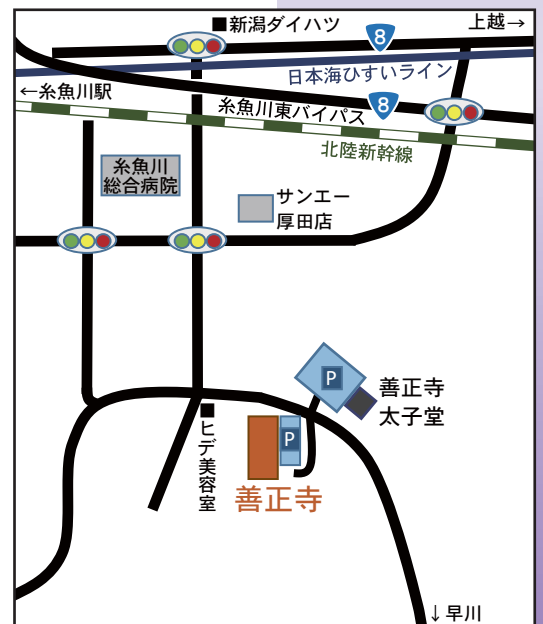 ■新潟ダイハツ
上越→
8
日本海ひすいライン
←糸魚川駅
糸魚川東バイパス
8
北陸新幹線
糸魚川
総合病院
サンエー
厚田店
P
善正寺
太子堂
■ヒデ美容室
P
善正寺
↓早川